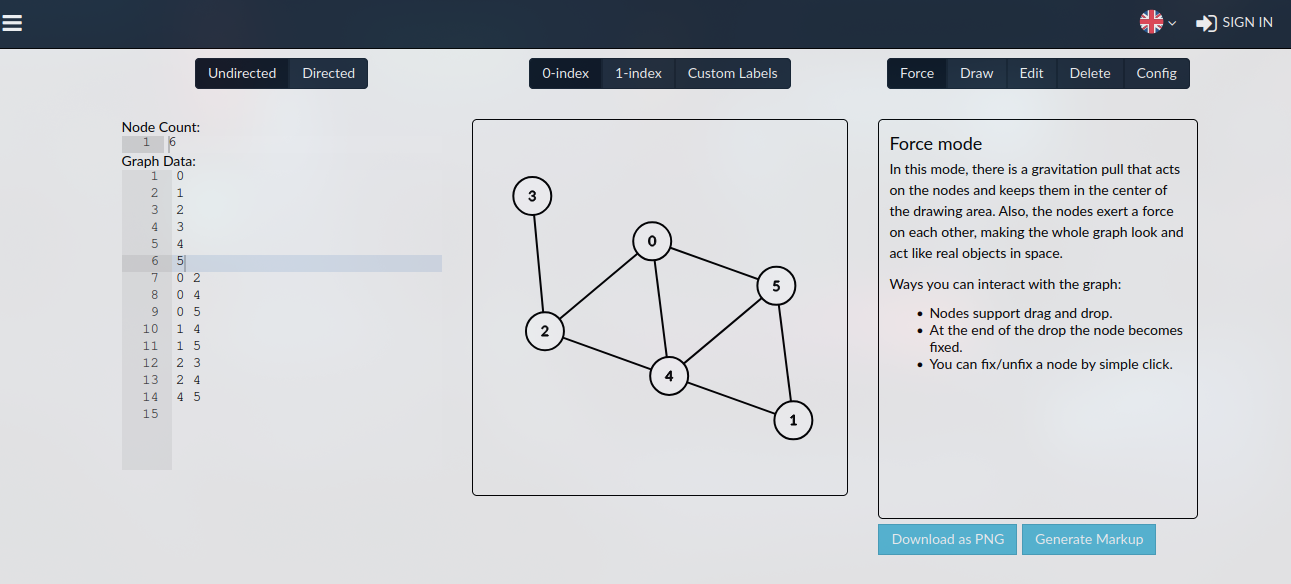 SIGN IN
Undirected Directed
0-index 1-index Custom Labels
Force Draw Edit Delete Config
Node Count:
1 6
Graph Data:
1 0
2 1
3 2
4 3
5 4
6 5
7 0 2
8 0 4
9 0 5
10 1 4
11 1 5
12 2 3
13 2 4
14 4 5
15
3
0
5
2
4
1
Force mode
In this mode, there is a gravitation pull that acts
on the nodes and keeps them in the center of
the drawing area. Also, the nodes exert a force
on each other, making the whole graph look and
act like real objects in space.
Ways you can interact with the graph:
• Nodes support drag and drop.
• At the end of the drop the node becomes
fixed.
• You can fix/unfix a node by simple click.
Download as PNG Generate Markup